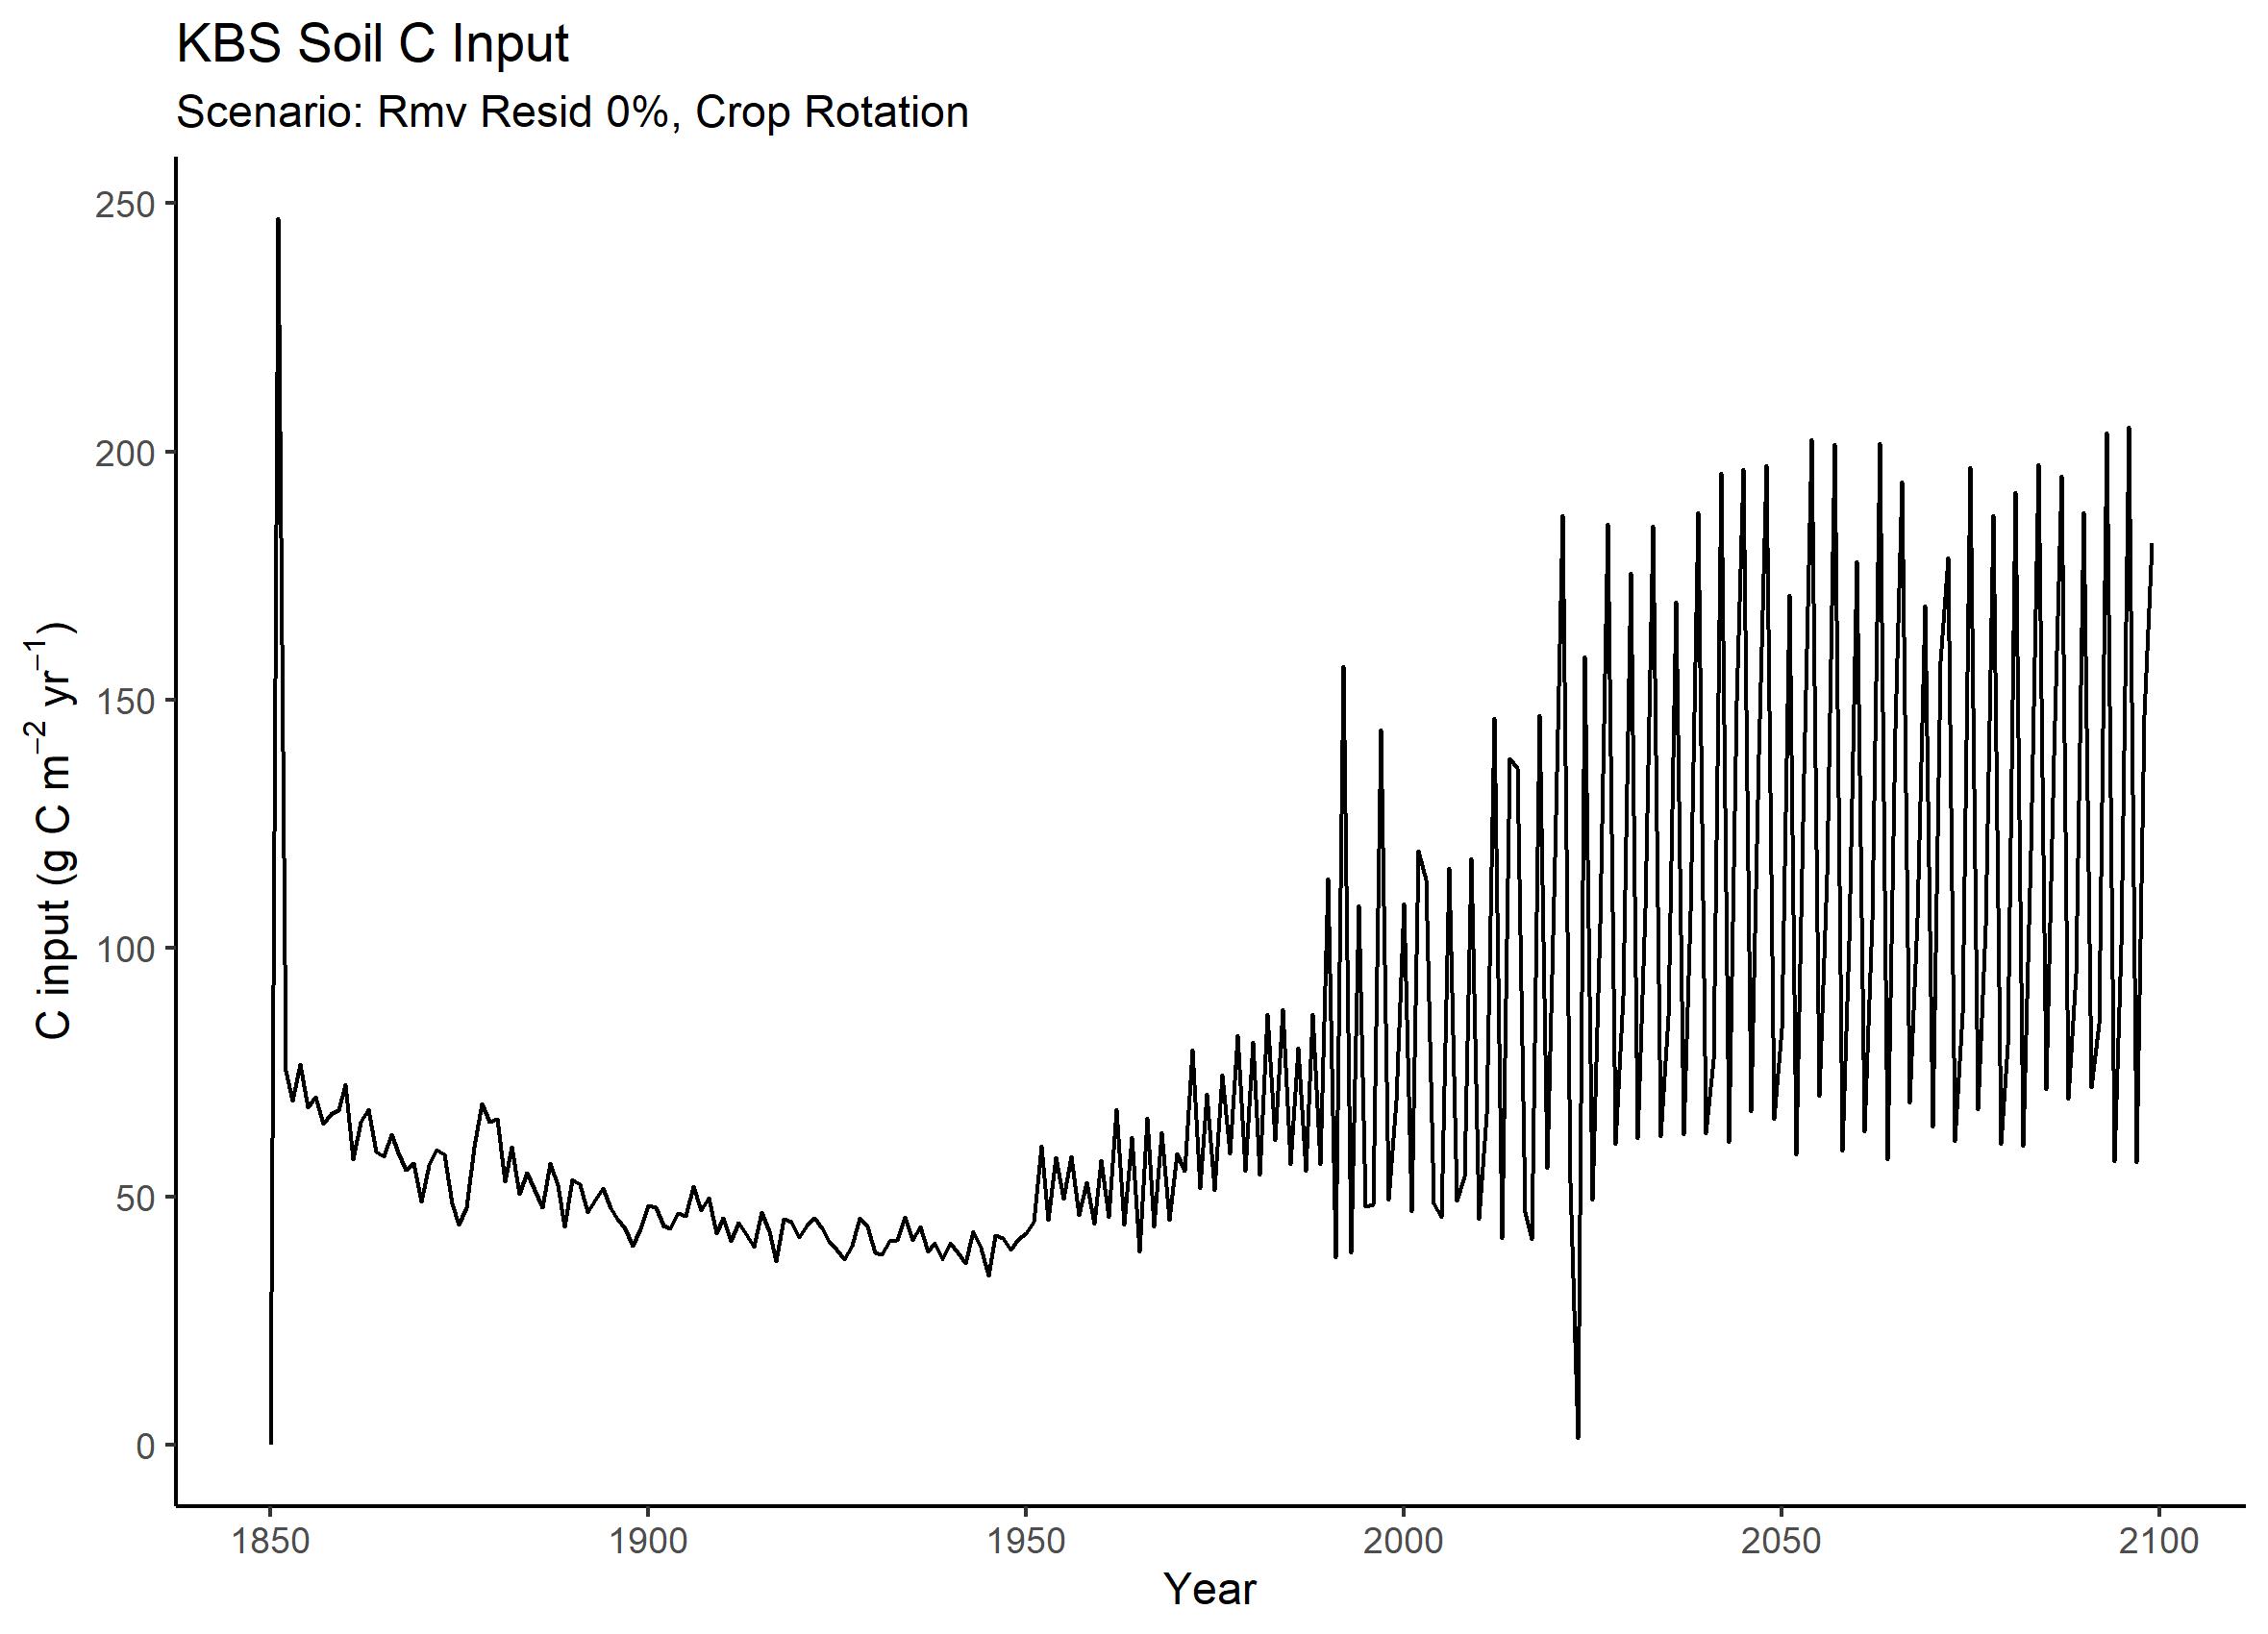 KBS Soil C Input
Scenario: Rmv Resid 0%, Crop Rotation
C input (g C m⁻² yr⁻¹)
250
200
150
100
50
0
1850 1900 1950 2000 2050 2100
Year